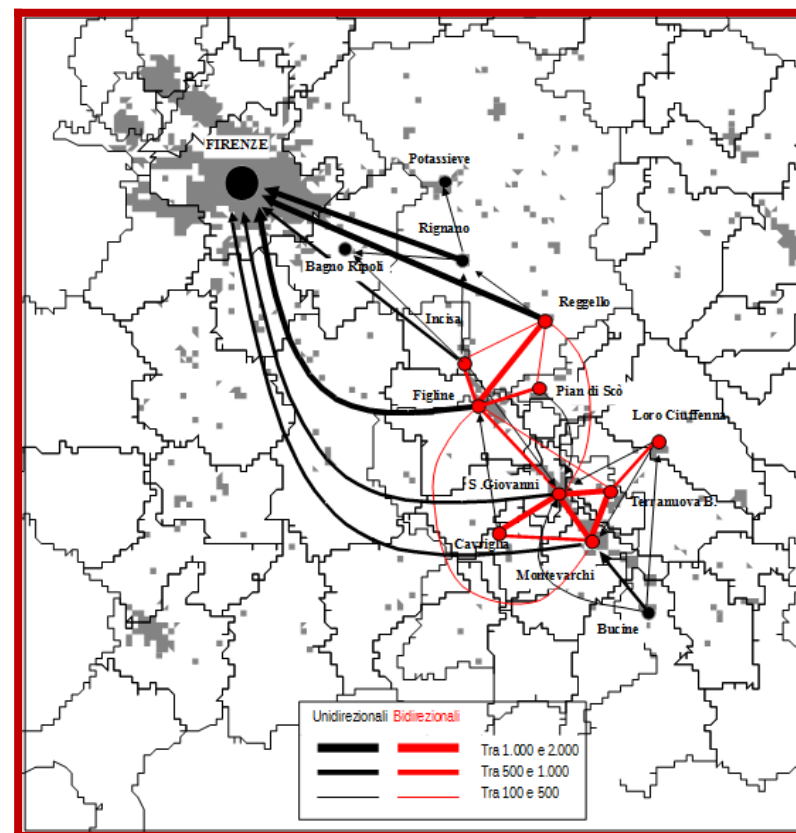 FIRENZE
Potassieve
Rignano
Bagno Ripoli
Reggello
Incisa
Figline
Pian di Scò
Loro Ciuffenna
S .Giovanni
Terranuova B.
Cavriglia
Montevarchi
Bucine
Unidirezionali Bidirezionali
Tra 1.000 e 2.000
Tra 500 e 1.000
Tra 100 e 500